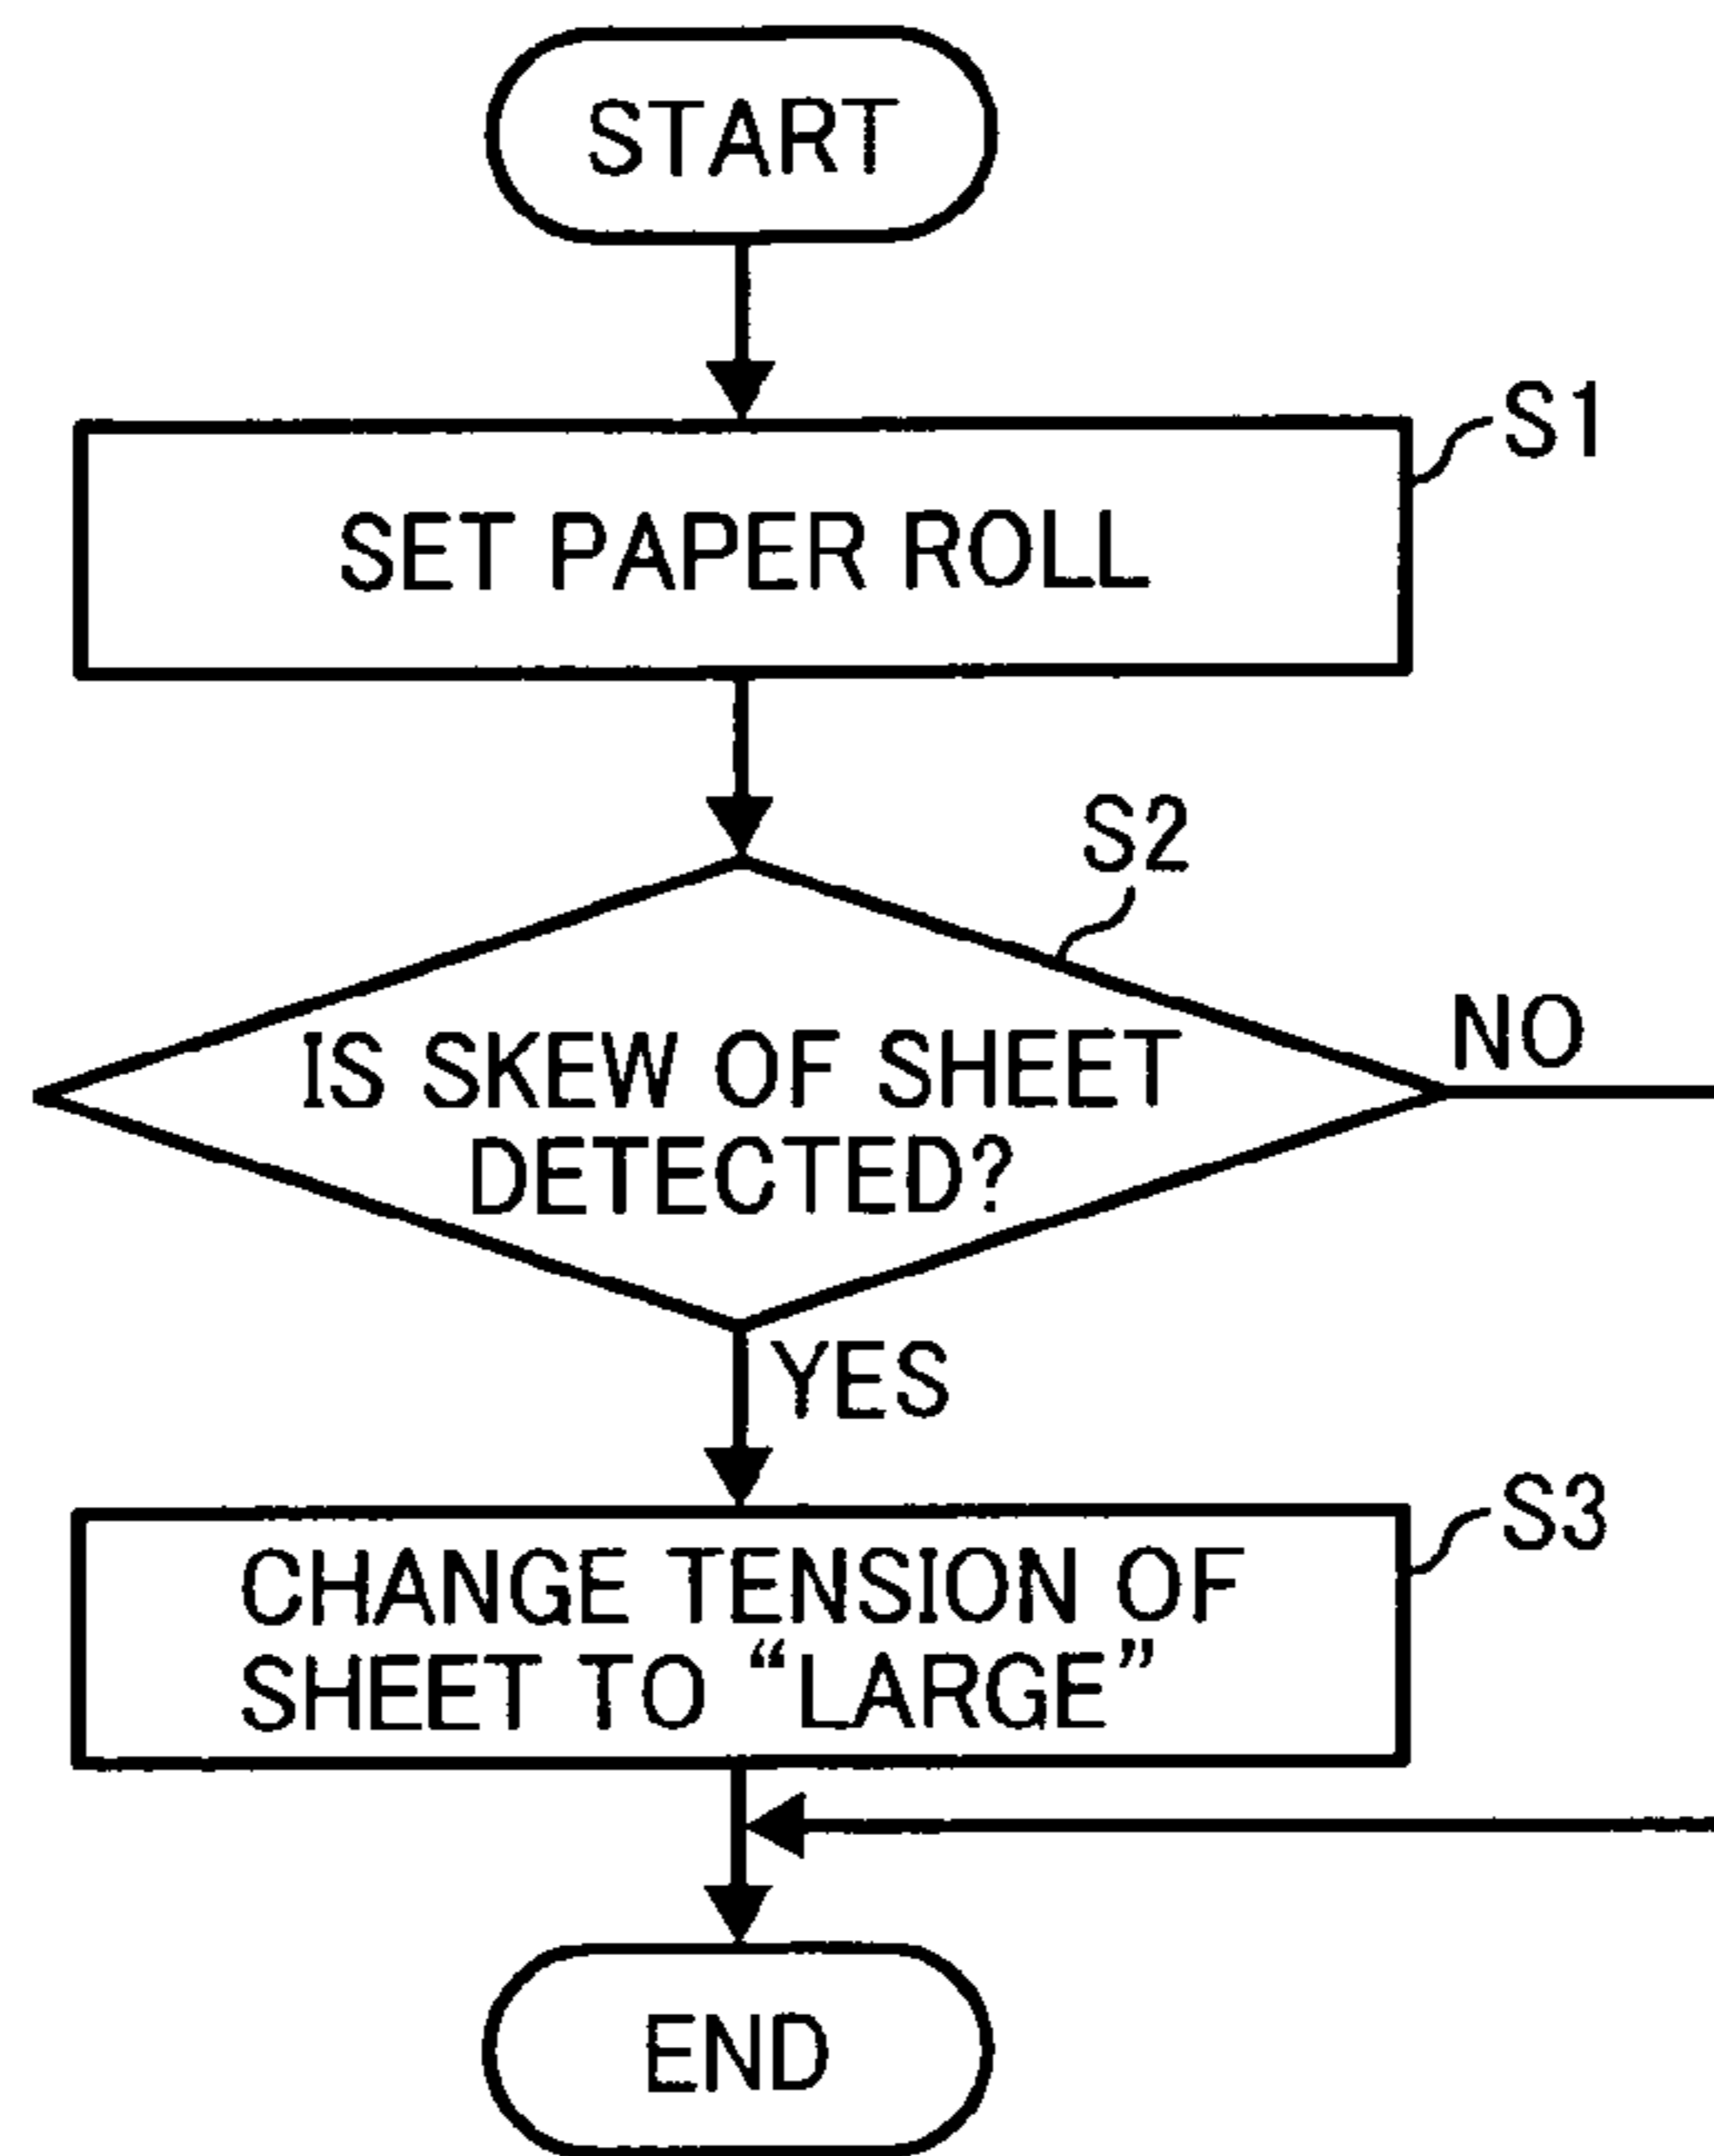 START
S1
SET PAPER ROLL
S2
IS SKEW OF SHEET
DETECTED?
NO
YES
S3
CHANGE TENSION OF
SHEET TO “LARGE”
END